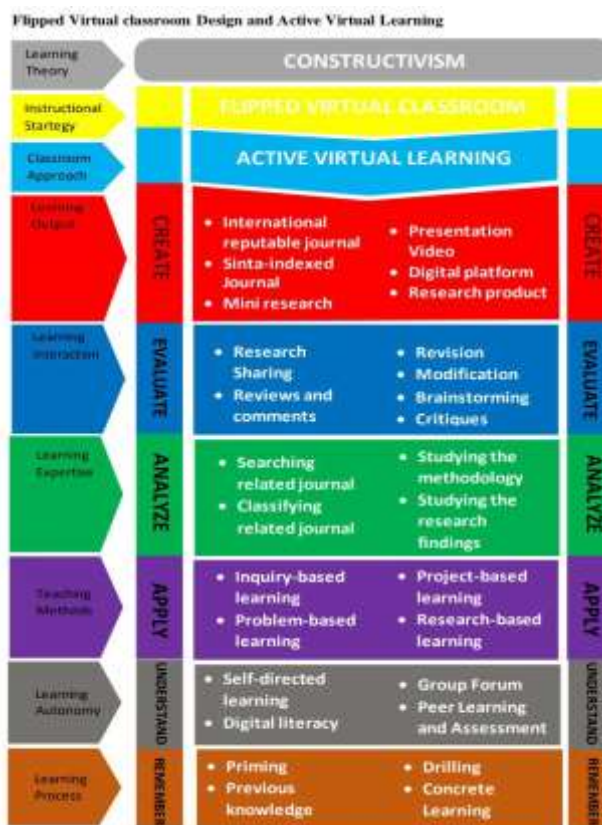 Flipped Virtual classroom Design and Active Virtual Learning
Learning
Theory
CONSTRUCTIVISM
Instructional
Startegy
FLIPPED VIRTUAL CLASSROOM
Classroom
Approach
ACTIVE VIRTUAL LEARNING
Learning
Output
CREATE
• International
reputable journal
• Sinta-indexed
Journal
• Mini research
• Presentation
Video
• Digital platform
• Research product
CREATE
Learning
Interaction
EVALUATE
• Research
Sharing
• Reviews and
comments
• Revision
• Modification
• Brainstorming
• Critiques
EVALUATE
Learning
Expertise
ANALYZE
• Searching
related journal
• Classifying
related journal
• Studying the
methodology
• Studying the
research
findings
ANALYZE
Teaching
Methods
APPLY
• Inquiry-based
learning
• Problem-based
learning
• Project-based
learning
• Research-based
learning
APPLY
Learning
Autonomy
UNDERSTAND
• Self-directed
learning
• Digital literacy
• Group Forum
• Peer Learning
and Assessment
UNDERSTAND
Learning
Process
REMEMBER
• Priming
• Previous
knowledge
• Drilling
• Concrete
Learning
REMEMBER